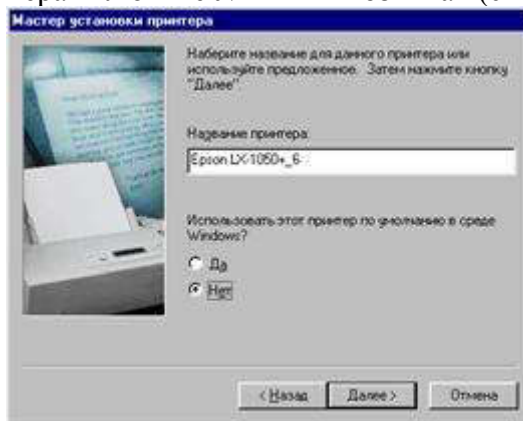 Мастер установки принтера
Наберите название для данного принтера или
используйте предложенное. Затем нажмите кнопку
"Далее".
Название принтера:
Epson LX-1050+_6
Использовать этот принтер по умолчанию в среде
Windows?
Да
Нет
< Назад
Далее >
Отмена